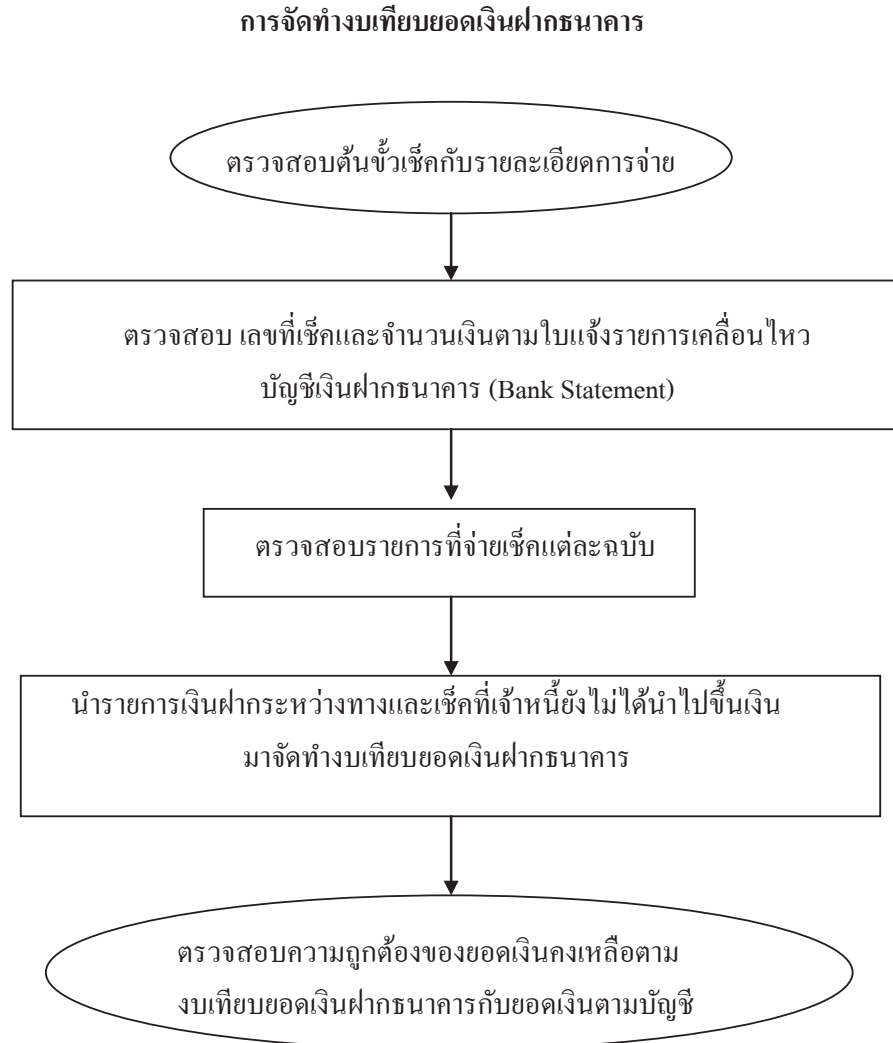 การจัดทำงบเทียบยอดเงินฝากธนาคาร
ตรวจสอบต้นขั้วเช็คกับรายละเอียดการจ่าย
ตรวจสอบ เลขที่เช็คและจำนวนเงินตามใบแจ้งรายการเคลื่อนไหว
บัญชีเงินฝากธนาคาร (Bank Statement)
ตรวจสอบรายการที่จ่ายเช็คแต่ละฉบับ
นำรายการเงินฝากระหว่างทางและเช็คที่เจ้าหนี้ยังไม่ได้นำไปขึ้นเงิน
มาจัดทำงบเทียบยอดเงินฝากธนาคาร
ตรวจสอบความถูกต้องของยอดเงินคงเหลือตาม
งบเทียบยอดเงินฝากธนาคารกับยอดเงินตามบัญชี